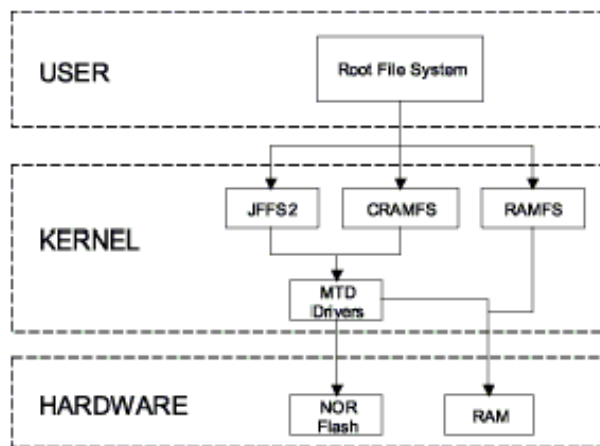 USER
Root File System
JFFS2
CRAMFS
RAMFS
KERNEL
MTD
Drivers
HARDWARE
NOR
Flash
RAM